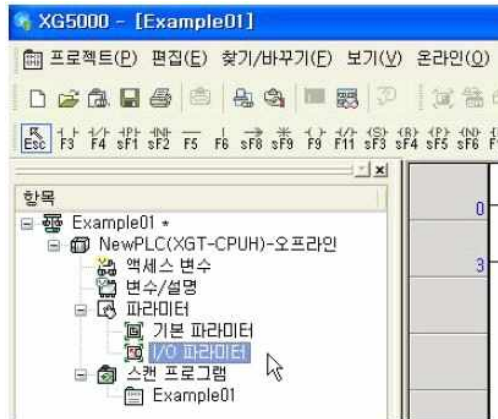 XG5000 - [Example01]
프로젝트(P) 편집(E) 찾기/바꾸기(F) 보기(V) 온라인(O)
Esc F3 F4 sF1 sF2 F5 F6 sF8 sF9 F9 F11 sF3 sF4 sF5 sF6
항목
Example01 *
NewPLC(XGT-CPUH)-오프라인
액세스 변수
변수/설명
파라미터
기본 파라미터
I/O 파라미터
스캔 프로그램
Example01
0
3